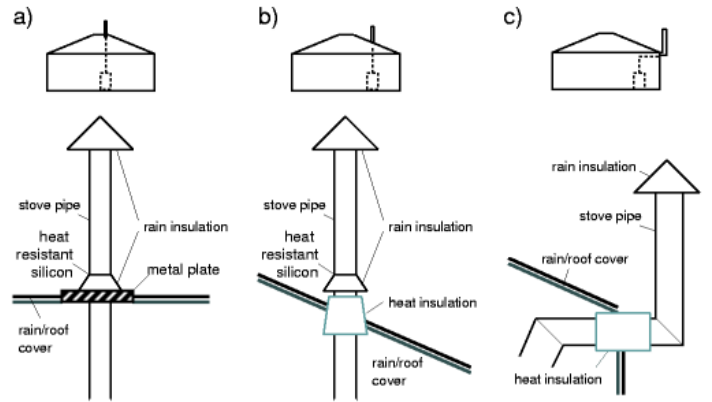 a)
b)
c)
stove pipe
heat
resistant
silicon
rain insulation
metal plate
rain/roof
cover
stove pipe
heat
resistant
silicon
rain insulation
heat insulation
rain/roof
cover
rain insulation
stove pipe
rain/roof cover
heat insulation